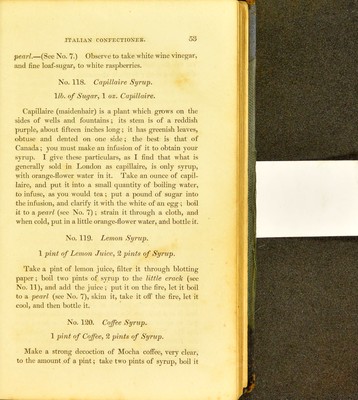 ITALIAN CONFECTIONER. 55
pearl.—(See No. 7.) Observe to take white wine vinegar,
and fine loaf-sugar, to white raspberries.
No. 118. Capillaire Syrup.
1lb. of Sugar, 1 oz. Capillaire.
Capillaire (maidenhair) is a plant which grows on the
sides of wells and fountains; its stem is of a reddish
purple, about fifteen inches long; it has greenish leaves,
obtuse and dented on one side; the best is that of
Canada; you must make an infusion of it to obtain your
syrup. I give these particulars, as I find that what is
generally sold in London as capillaire, is only syrup,
with orange-flower water in it. Take an ounce of capil-
laire, and put it into a small quantity of boiling water,
to infuse, as you would tea; put a pound of sugar into
the infusion, and clarify it with the white of an egg; boil
it to a pearl (see No. 7); strain it through a cloth, and
when cold, put in a little orange-flower water, and bottle it.
No. 119. Lemon Syrup.
1 pint of Lemon Juice, 2 pints of Syrup.
Take a pint of lemon juice, filter it through blotting
paper; boil two pints of syrup to the little crack (see
No. 11), and add the juice; put it on the fire, let it boil
to a pearl (see No. 7), skim it, take it off the fire, let it
cool, and then bottle it.
No. 120. Coffee Syrup.
1 pint of Coffee, 2 pints of Syrup.
Make a strong decoction of Mocha coffee, very clear,
to the amount of a pint; take two pints of syrup, boil it